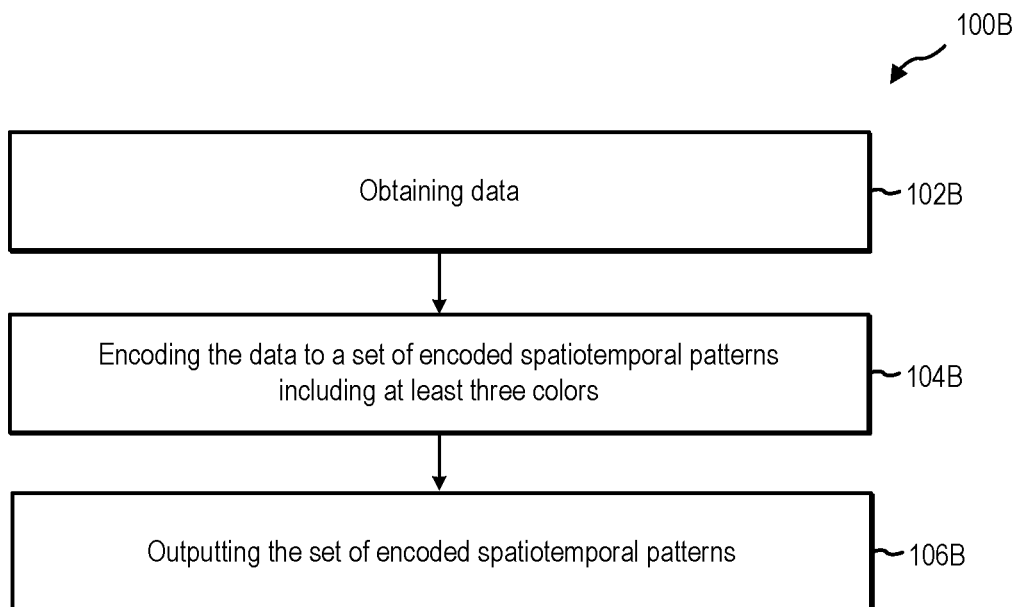 100B
Obtaining data
102B
Encoding the data to a set of encoded spatiotemporal patterns
including at least three colors
104B
Outputting the set of encoded spatiotemporal patterns
106B